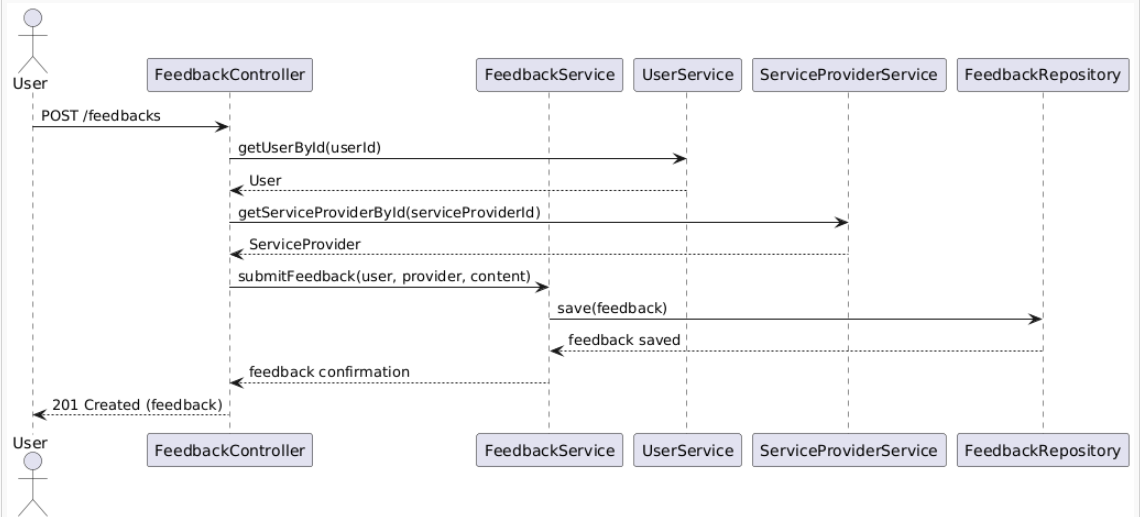 User
FeedbackController
FeedbackService
UserService
ServiceProviderService
FeedbackRepository
POST /feedbacks
getUserById(userId)
User
getServiceProviderById(serviceProviderId)
ServiceProvider
submitFeedback(user, provider, content)
save(feedback)
feedback saved
feedback confirmation
201 Created (feedback)
User
FeedbackController
FeedbackService
UserService
ServiceProviderService
FeedbackRepository